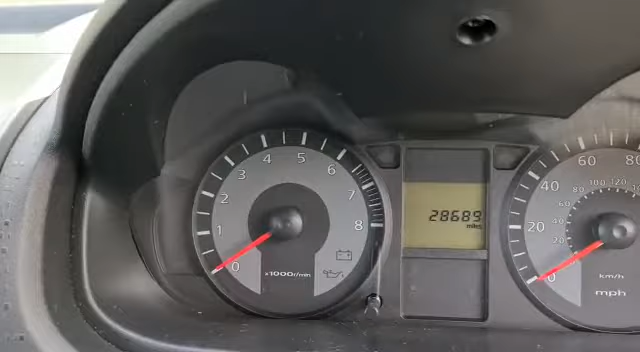 0 1 2 3 4 5 6 7 8
x1000r/min
28689
miles
0 20 40 60 80
20 40 60 80 100 120
km/h
mph